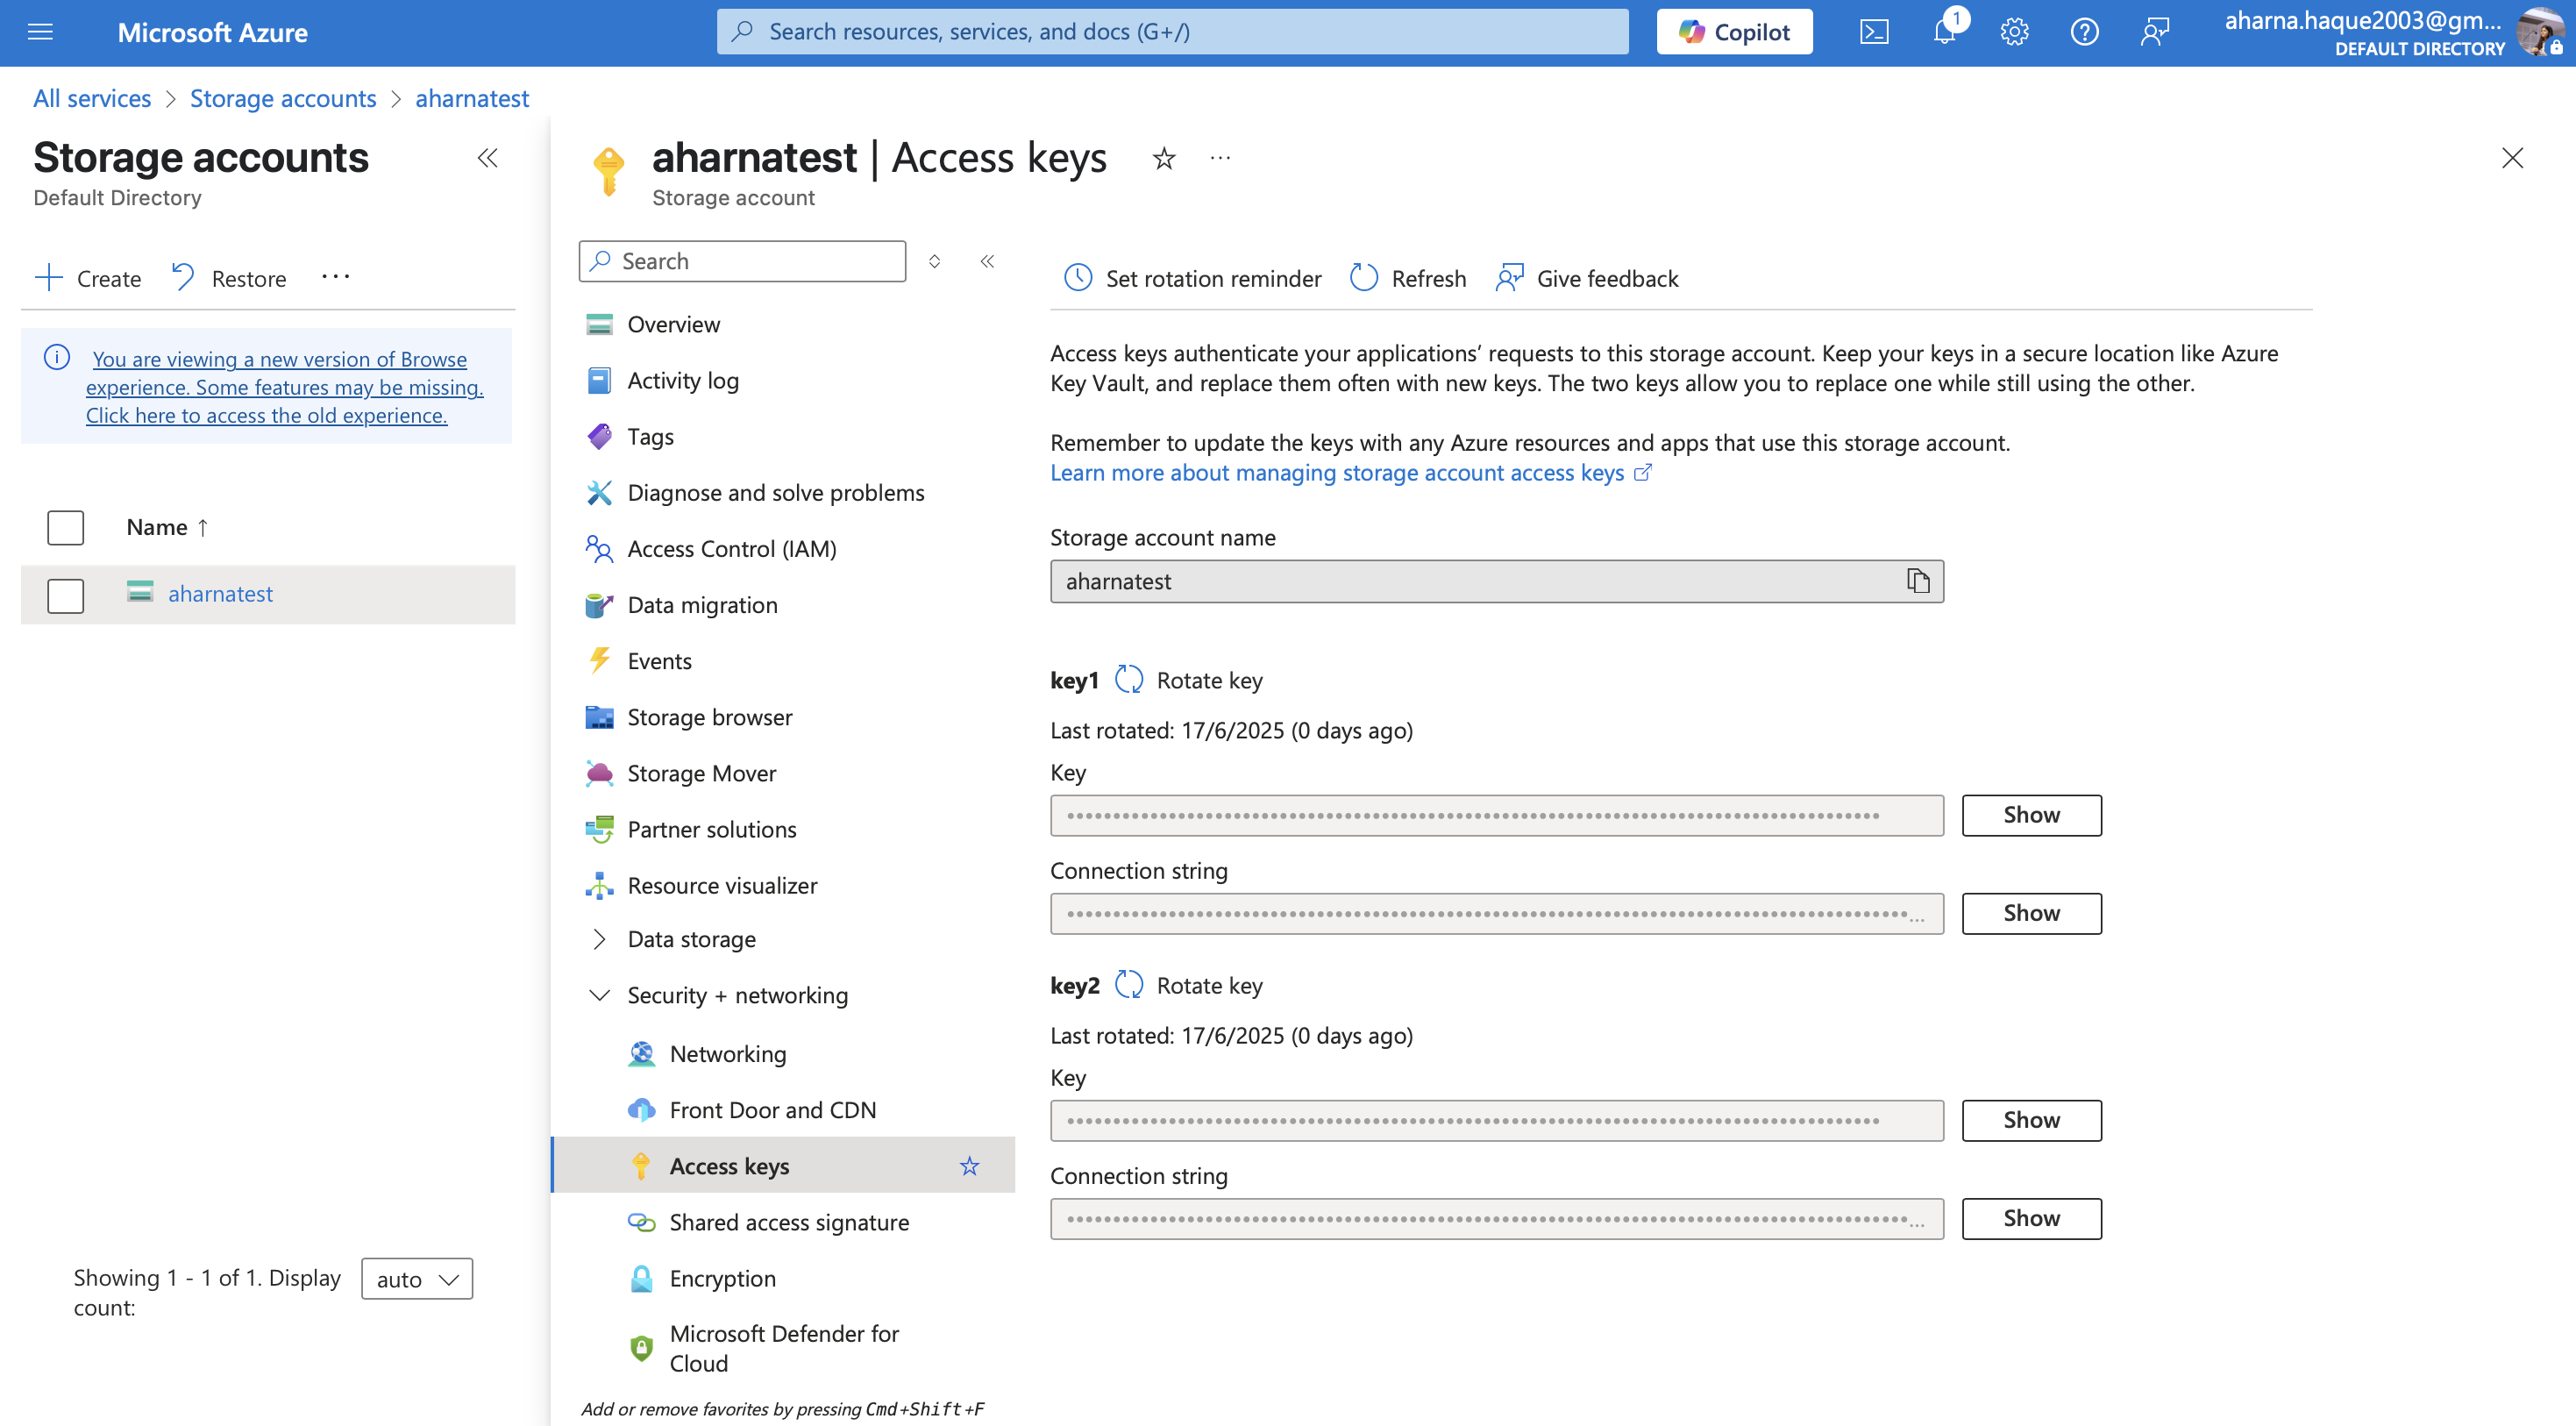 Microsoft Azure
Search resources, services, and docs (G+/)
Copilot
1
aharna.haque2003@gm...
DEFAULT DIRECTORY
All services > Storage accounts > aharnatest
Storage accounts
Default Directory
Create
Restore
...
You are viewing a new version of Browse
experience. Some features may be missing.
Click here to access the old experience.
Name ↑
aharnatest
Showing 1 - 1 of 1. Display
count:
auto
aharnatest | Access keys
...
Storage account
Search
Overview
Activity log
Tags
Diagnose and solve problems
Access Control (IAM)
Data migration
Events
Storage browser
Storage Mover
Partner solutions
Resource visualizer
Data storage
Security + networking
Networking
Front Door and CDN
Access keys
Shared access signature
Encryption
Microsoft Defender for
Cloud
Add or remove favorites by pressing Cmd+Shift+F
Set rotation reminder
Refresh
Give feedback
Access keys authenticate your applications’ requests to this storage account. Keep your keys in a secure location like Azure
Key Vault, and replace them often with new keys. The two keys allow you to replace one while still using the other.
Remember to update the keys with any Azure resources and apps that use this storage account.
Learn more about managing storage account access keys
Storage account name
aharnatest
key1
Rotate key
Last rotated: 17/6/2025 (0 days ago)
Key
Show
Connection string
Show
key2
Rotate key
Last rotated: 17/6/2025 (0 days ago)
Key
Show
Connection string
Show